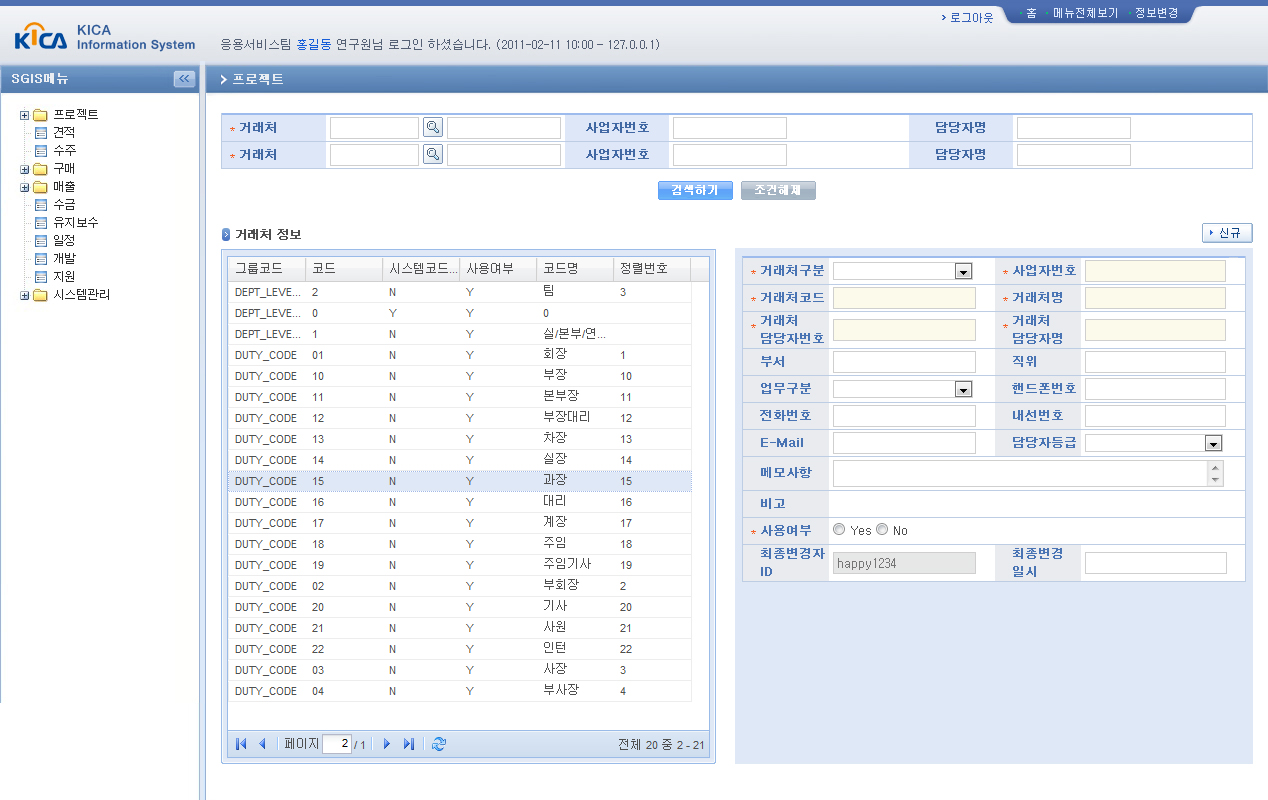 로그아웃 홈 메뉴전체보기 정보변경
KICA KICA Information System
응용서비스팀 홍길동 연구원님 로그인 하셨습니다. (2011-02-11 10:00 - 127.0.0.1)
SGIS메뉴
프로젝트
견적
수주
구매
매출
수금
유지보수
일정
개발
지원
시스템관리
프로젝트
* 거래처 사업자번호 담당자명
* 거래처 사업자번호 담당자명
검색하기 조건해제
거래처 정보
신규
그룹코드 코드 시스템코드... 사용여부 코드명 정렬번호
DEPT_LEVE... 2 N Y 팀 3
DEPT_LEVE... 0 Y Y 0
DEPT_LEVE... 1 N Y 실/본부/연...
DUTY_CODE 01 N Y 회장 1
DUTY_CODE 10 N Y 부장 10
DUTY_CODE 11 N Y 본부장 11
DUTY_CODE 12 N Y 부장대리 12
DUTY_CODE 13 N Y 차장 13
DUTY_CODE 14 N Y 실장 14
DUTY_CODE 15 N Y 과장 15
DUTY_CODE 16 N Y 대리 16
DUTY_CODE 17 N Y 계장 17
DUTY_CODE 18 N Y 주임 18
DUTY_CODE 19 N Y 주임기사 19
DUTY_CODE 02 N Y 부회장 2
DUTY_CODE 20 N Y 기사 20
DUTY_CODE 21 N Y 사원 21
DUTY_CODE 22 N Y 인턴 22
DUTY_CODE 03 N Y 사장 3
DUTY_CODE 04 N Y 부사장 4
페이지 2 / 1 전체 20 중 2 - 21
* 거래처구분 * 사업자번호
* 거래처코드 * 거래처명
* 거래처 담당자번호 * 거래처 담당자명
부서 직위
업무구분 핸드폰번호
전화번호 내선번호
E-Mail 담당자등급
메모사항
비고
* 사용여부 Yes No
최종변경자 ID happy1234 최종변경 일시